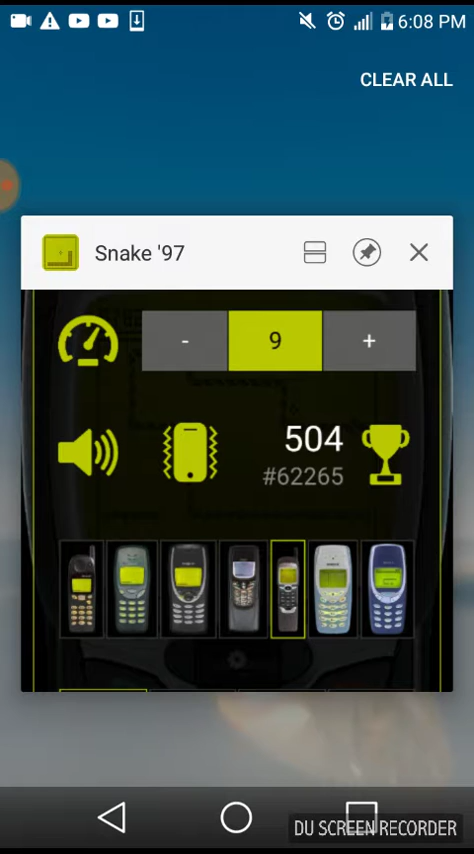 6:08 PM
CLEAR ALL
Snake '97
- 9 +
504
#62265
DU SCREEN RECORDER